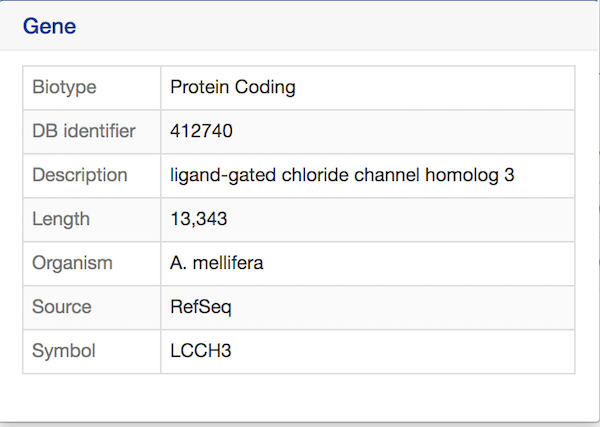 Gene
Biotype Protein Coding
DB identifier 412740
Description ligand-gated chloride channel homolog 3
Length 13,343
Organism A. mellifera
Source RefSeq
Symbol LCCH3